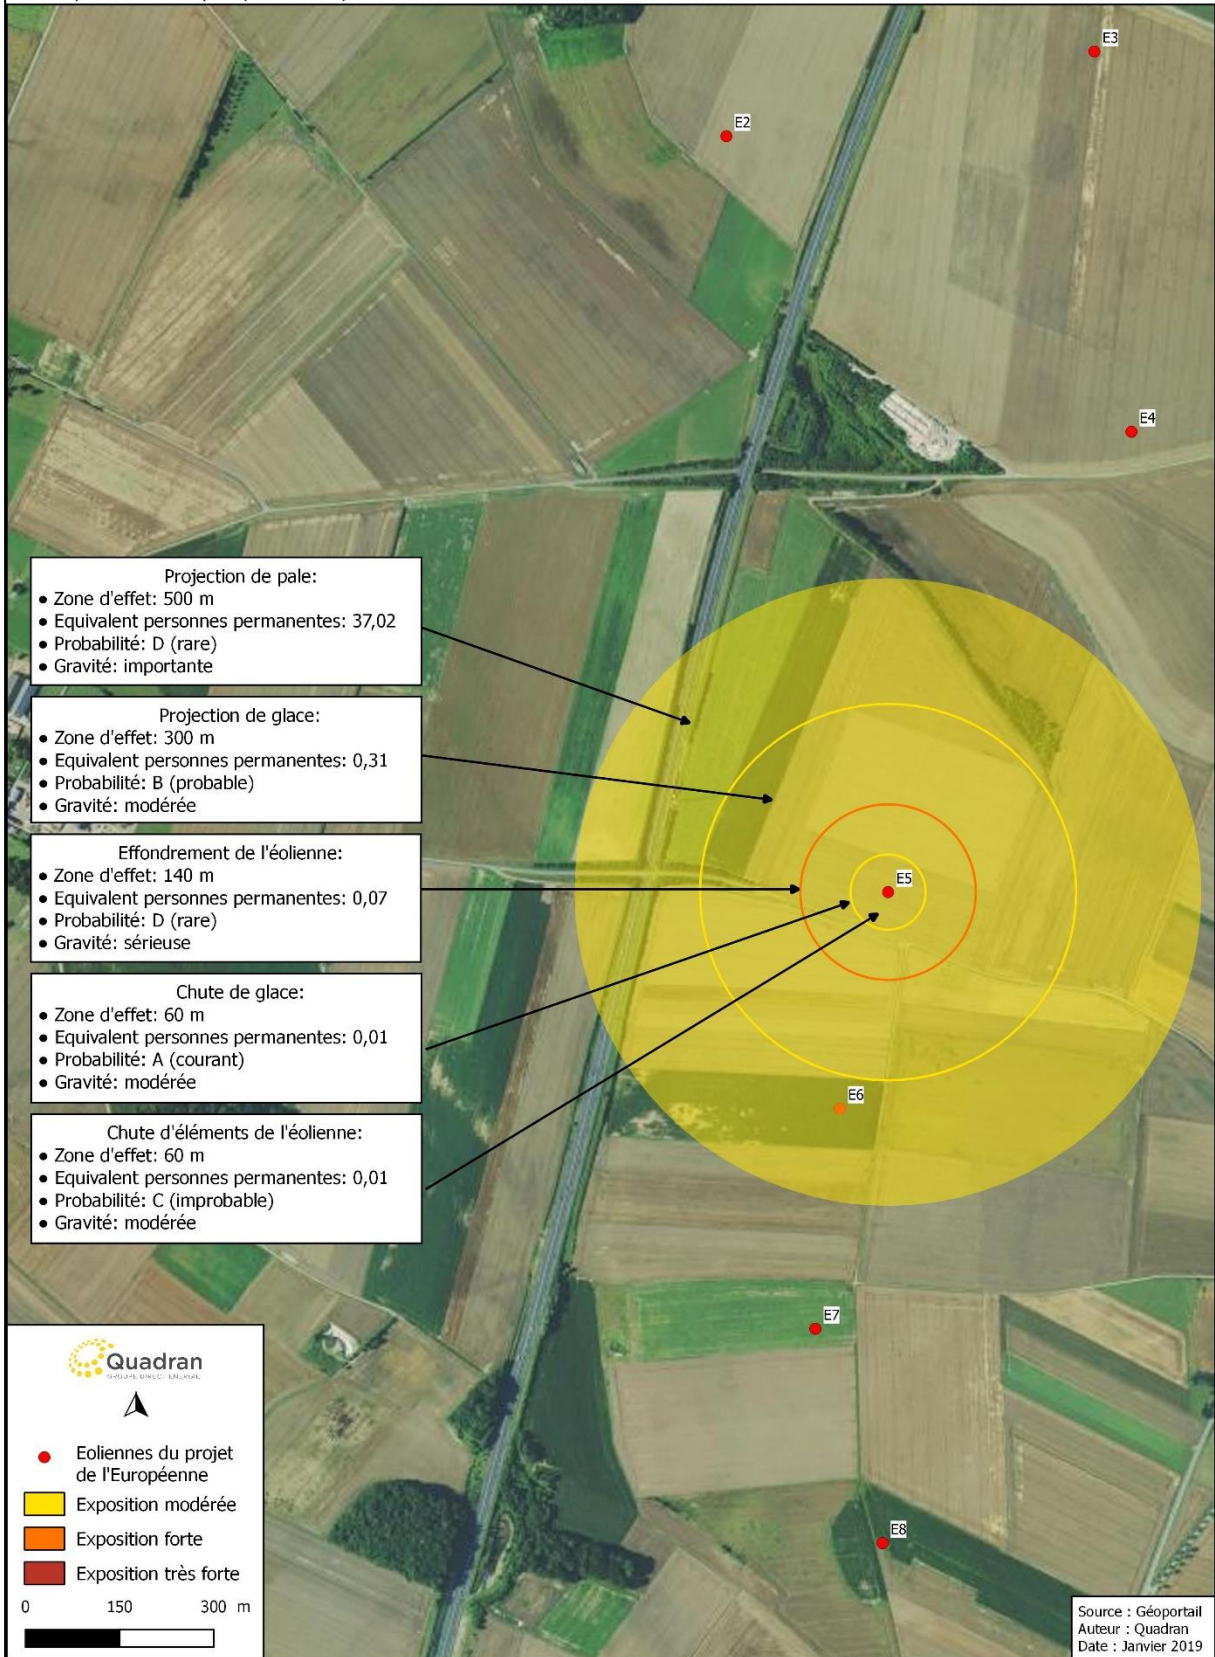 E3
E2
E4
Projection de pale:
• Zone d'effet: 500 m
• Equivalent personnes permanentes: 37,02
• Probabilité: D (rare)
• Gravité: importante
Projection de glace:
• Zone d'effet: 300 m
• Equivalent personnes permanentes: 0,31
• Probabilité: B (probable)
• Gravité: modérée
Effondrement de l'éolienne:
• Zone d'effet: 140 m
• Equivalent personnes permanentes: 0,07
• Probabilité: D (rare)
• Gravité: sérieuse
E5
Chute de glace:
• Zone d'effet: 60 m
• Equivalent personnes permanentes: 0,01
• Probabilité: A (courant)
• Gravité: modérée
E6
Chute d'éléments de l'éolienne:
• Zone d'effet: 60 m
• Equivalent personnes permanentes: 0,01
• Probabilité: C (improbable)
• Gravité: modérée
E7
E8
Quadran
GROUPE DIRECT ENERGIE
Eoliennes du projet
de l'Européenne
Exposition modérée
Exposition forte
Exposition très forte
0 150 300 m
Source : Géoportail
Auteur : Quadran
Date : Janvier 2019